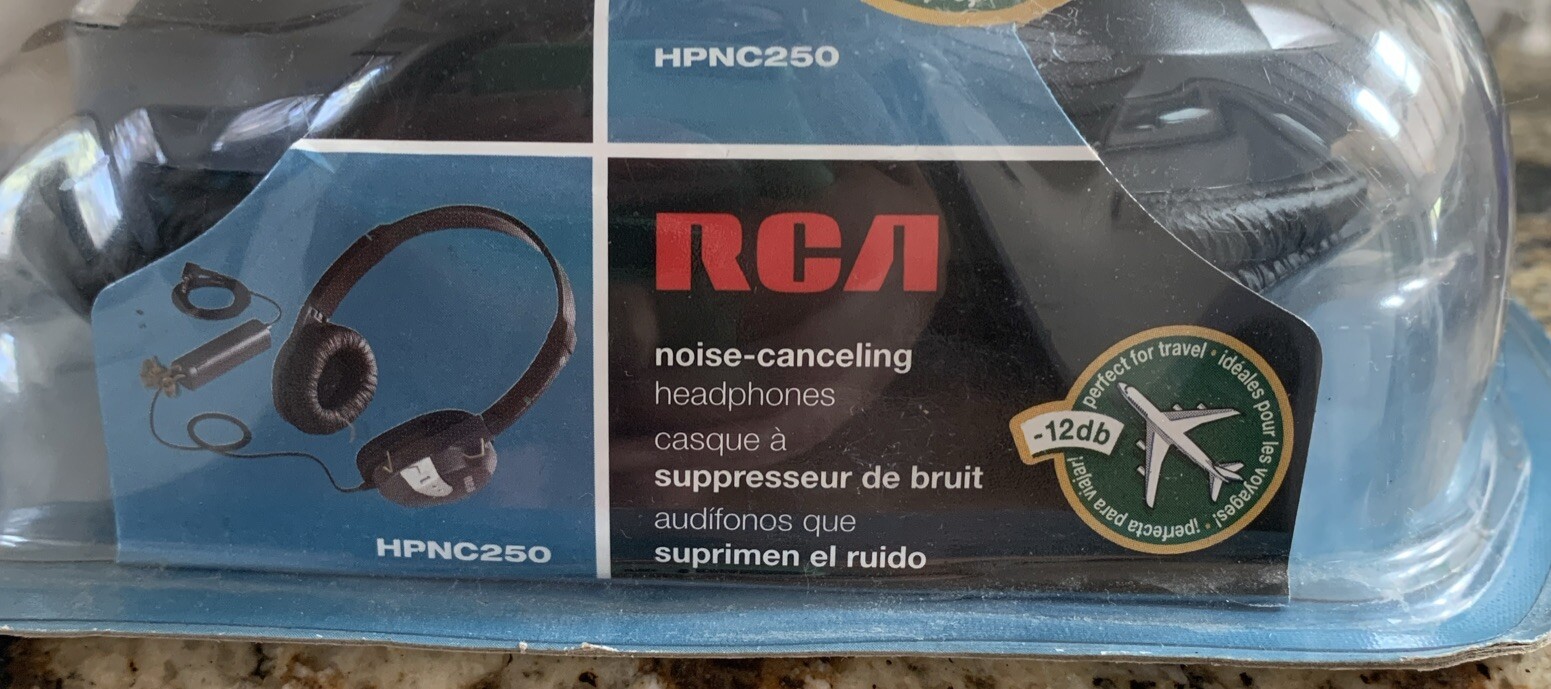 HPNC250
RCA
noise-canceling
headphones
casque à
suppresseur de bruit
audífonos que
suprimen el ruido
-12db
perfect for travel • idéales pour les voyages! • ¡perfecta para viajar!
HPNC250